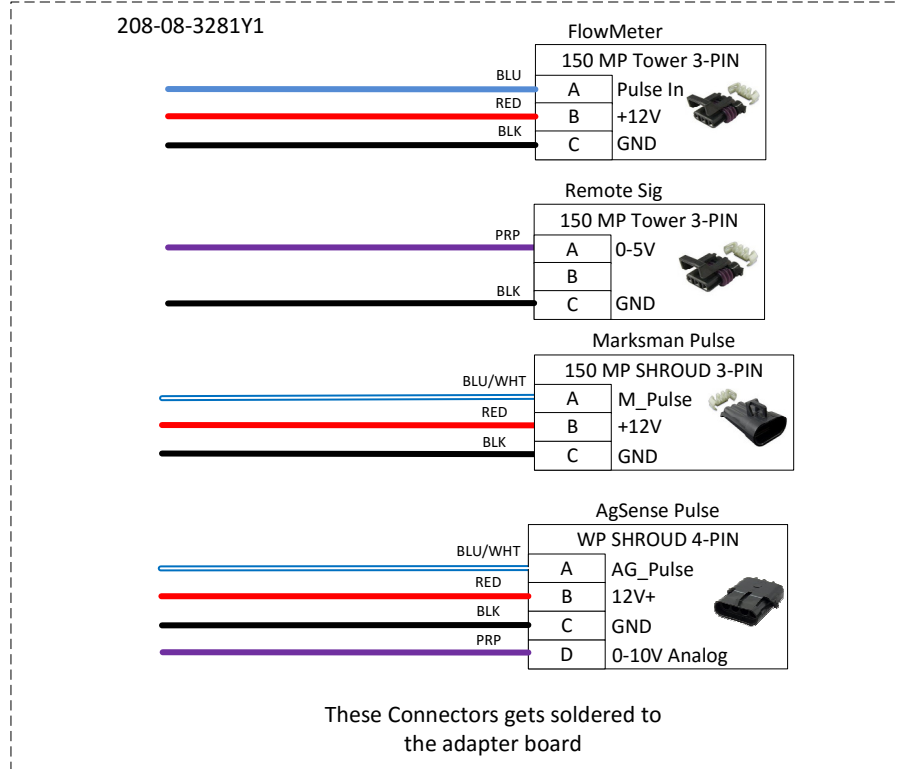 208-08-3281Y1
FlowMeter
150 MP Tower 3-PIN
BLU
A Pulse In
RED
B +12V
BLK
C GND
Remote Sig
150 MP Tower 3-PIN
PRP
A 0-5V
B
BLK
C GND
Marksman Pulse
150 MP SHROUD 3-PIN
BLU/WHT
A M_Pulse
RED
B +12V
BLK
C GND
AgSense Pulse
WP SHROUD 4-PIN
BLU/WHT
A AG_Pulse
RED
B 12V+
BLK
C GND
PRP
D 0-10V Analog
These Connectors gets soldered to
the adapter board